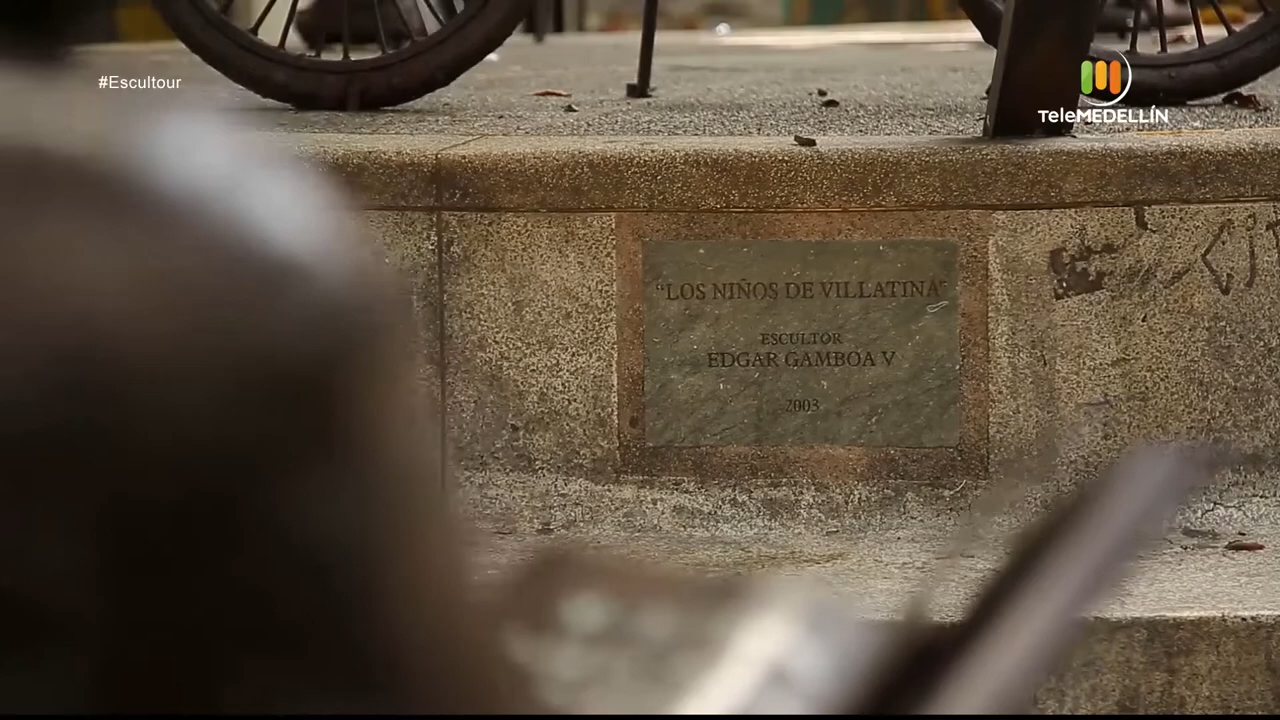 #Escultour
TeleMEDELLÍN
"LOS NIÑOS DE VILLATINA"
ESCULTOR
EDGAR GAMBOA V
2003